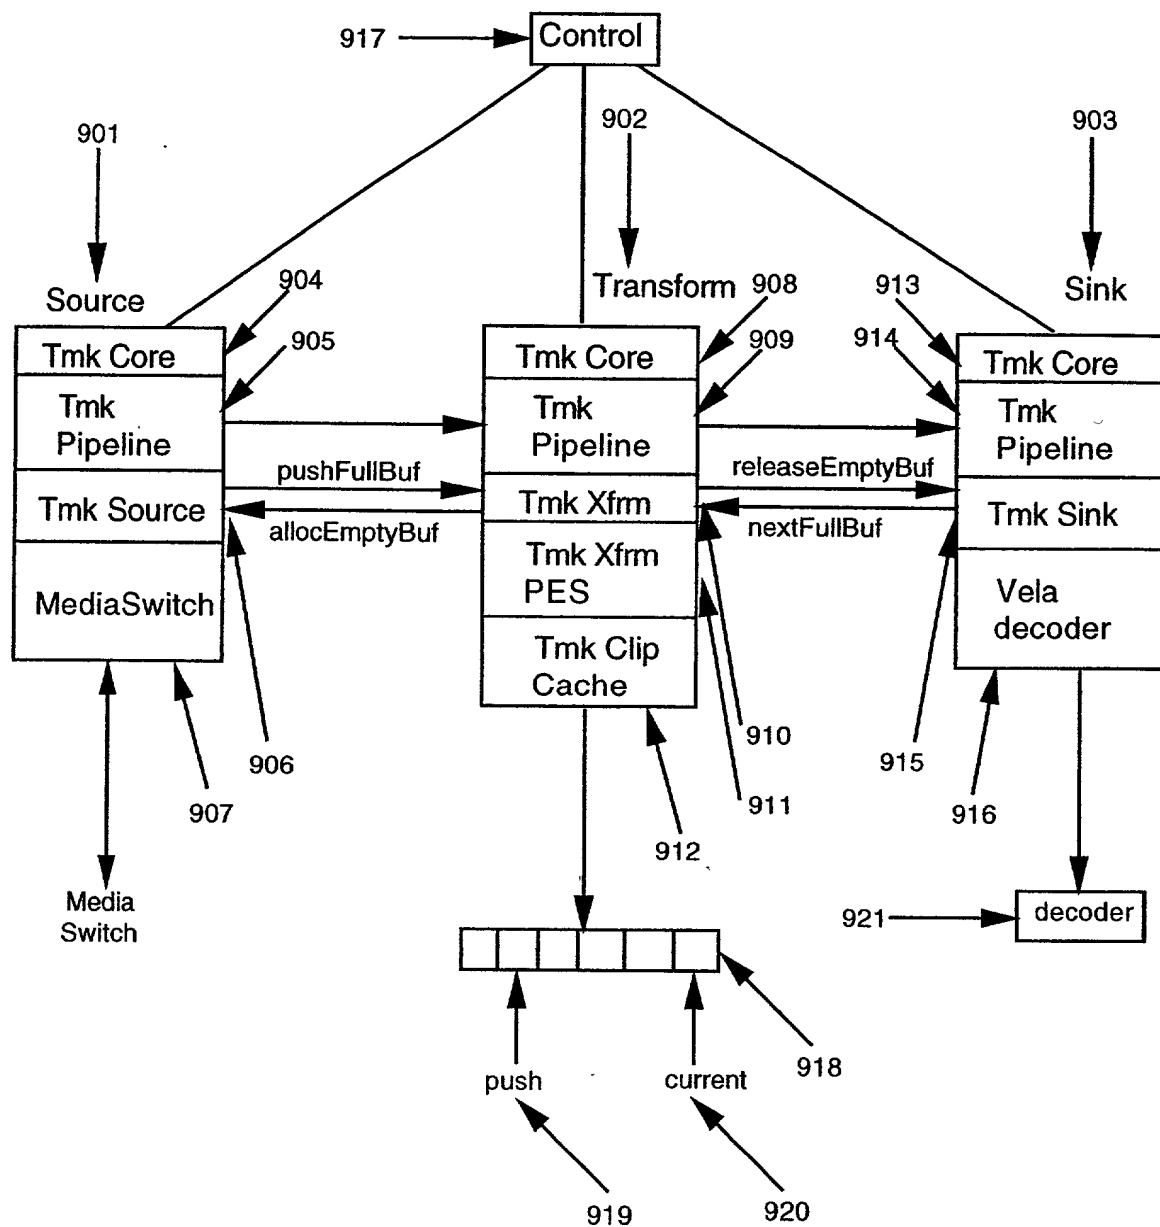 917
Control
901
902
903
Source
904
Transform
908
913
Sink
905
909
914
Tmk Core
Tmk
Pipeline
Tmk Source
MediaSwitch
pushFullBuf
allocEmptyBuf
Tmk Core
Tmk
Pipeline
Tmk Xfrm
Tmk Xfrm
PES
Tmk Clip
Cache
releaseEmptyBuf
nextFullBuf
Tmk Core
Tmk
Pipeline
Tmk Sink
Vela
decoder
906
907
910
911
912
915
916
Media
Switch
921
decoder
918
push
current
919
920